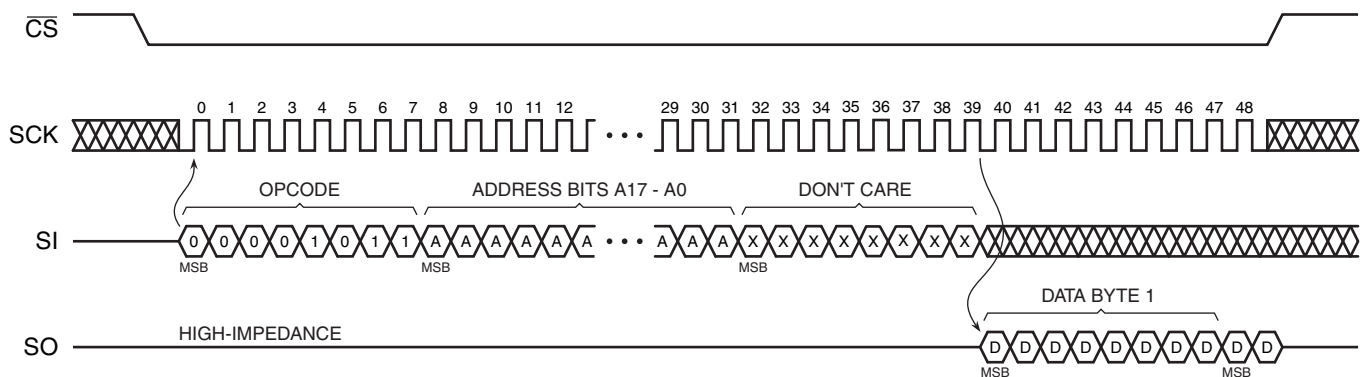 CS
0 1 2 3 4 5 6 7 8 9 10 11 12 29 30 31 32 33 34 35 36 37 38 39 40 41 42 43 44 45 46 47 48
SCK
OPCODE ADDRESS BITS A17 - A0 DON'T CARE
SI 0 0 0 0 1 0 1 1 A A A A A A A A A X X X X X X X X
MSB MSB MSB
DATA BYTE 1
HIGH-IMPEDANCE
SO D D D D D D D D D D
MSB MSB